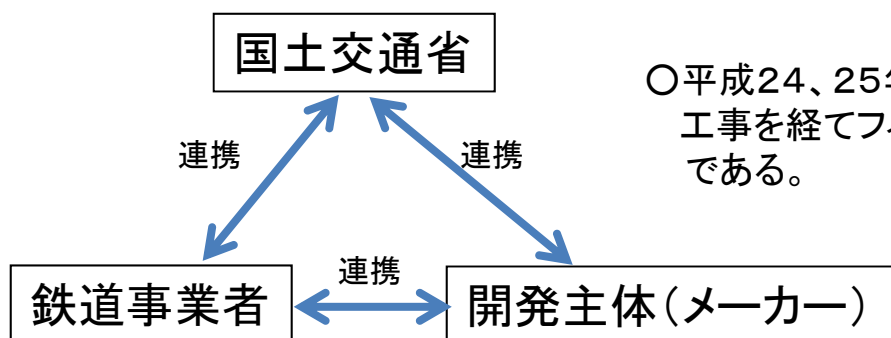 国土交通省
〇平成24、25
工事を経てフ
である。
連携
連携
連携
鉄道事業者
開発主体(メーカー)